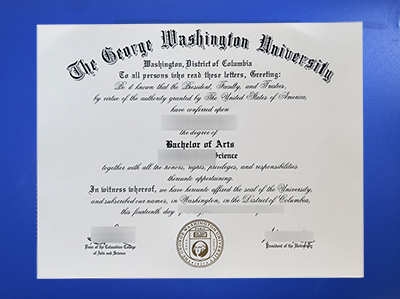 The George Washington University
Washington, District of Columbia
To all persons who read these letters, Greeting:
Be it known that the President, Faculty, and Trustees,
by virtue of the authority granted by The United States of America,
have conferred upon
the degree of
Bachelor of Arts
Science
together with all the honors, rights, privileges, and responsibilities
thereunto appertaining.
In witness whereof, we have hereunto affixed the seal of the University,
and subscribed our names, in Washington, in the District of Columbia,
this fourteenth day
Dean of the Columbian College
of Arts and Science
President of the University